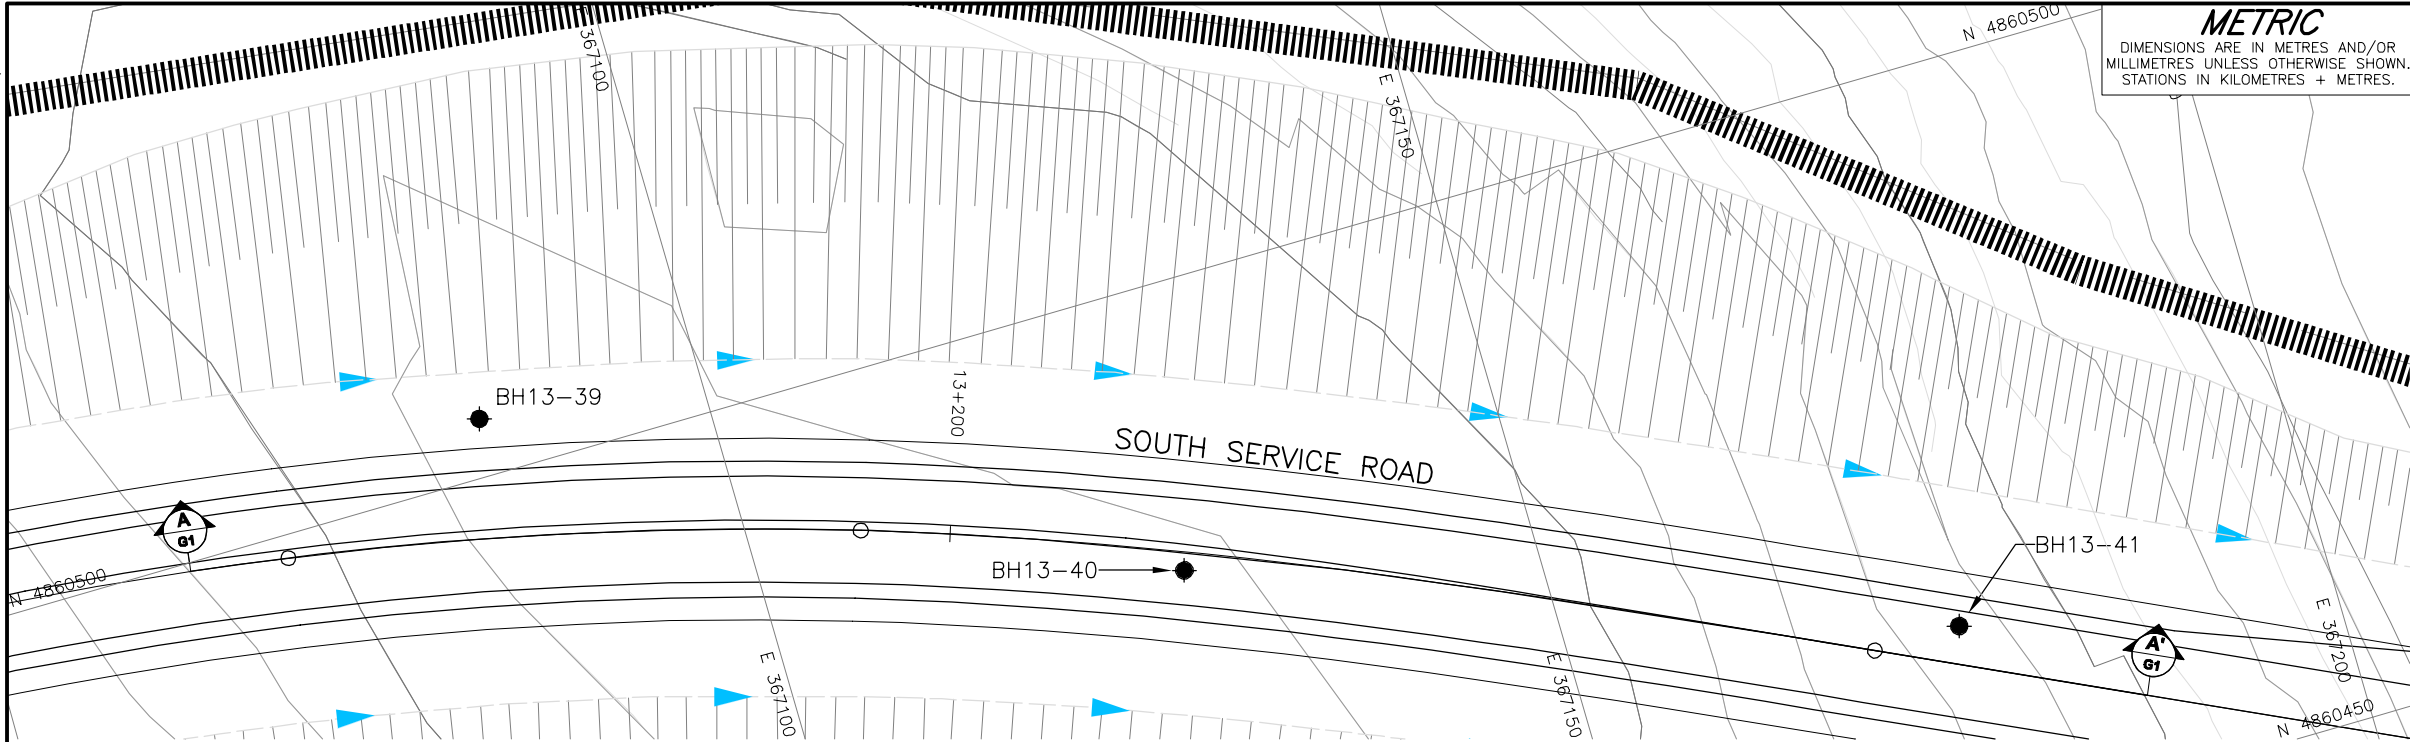 METRIC
DIMENSIONS ARE IN METRES AND/OR
MILLIMETRES UNLESS OTHERWISE SHOWN.
STATIONS IN KILOMETRES + METRES.
N 4860500
367100
E 367150
BH13-39
13+200
SOUTH SERVICE ROAD
A
G1
N 4860500
BH13-40
BH13-41
E 367100
E 367150
A'
G1
E 367200
N 4860450